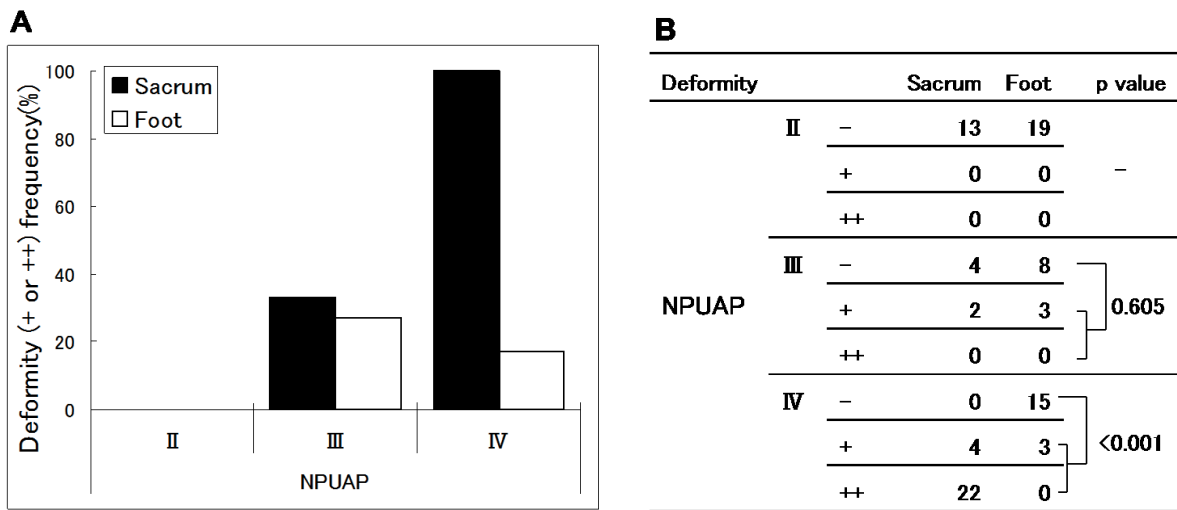 A
Deformity (+ or ++) frequency(%)
100
80
60
40
20
0
Sacrum
Foot
Ⅱ Ⅲ Ⅳ
NPUAP
B
Deformity Sacrum Foot p value
Ⅱ - 13 19
+ 0 0 -
++ 0 0
Ⅲ - 4 8
NPUAP + 2 3 0.605
++ 0 0
Ⅳ - 0 15
+ 4 3 <0.001
++ 22 0